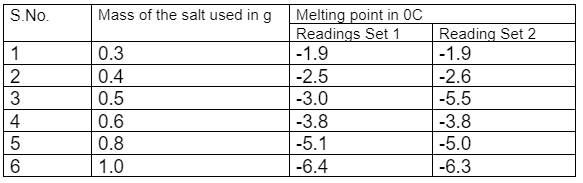 S.No. Mass of the salt used in g Melting point in 0C
Readings Set 1 Reading Set 2
1 0.3 -1.9 -1.9
2 0.4 -2.5 -2.6
3 0.5 -3.0 -5.5
4 0.6 -3.8 -3.8
5 0.8 -5.1 -5.0
6 1.0 -6.4 -6.3